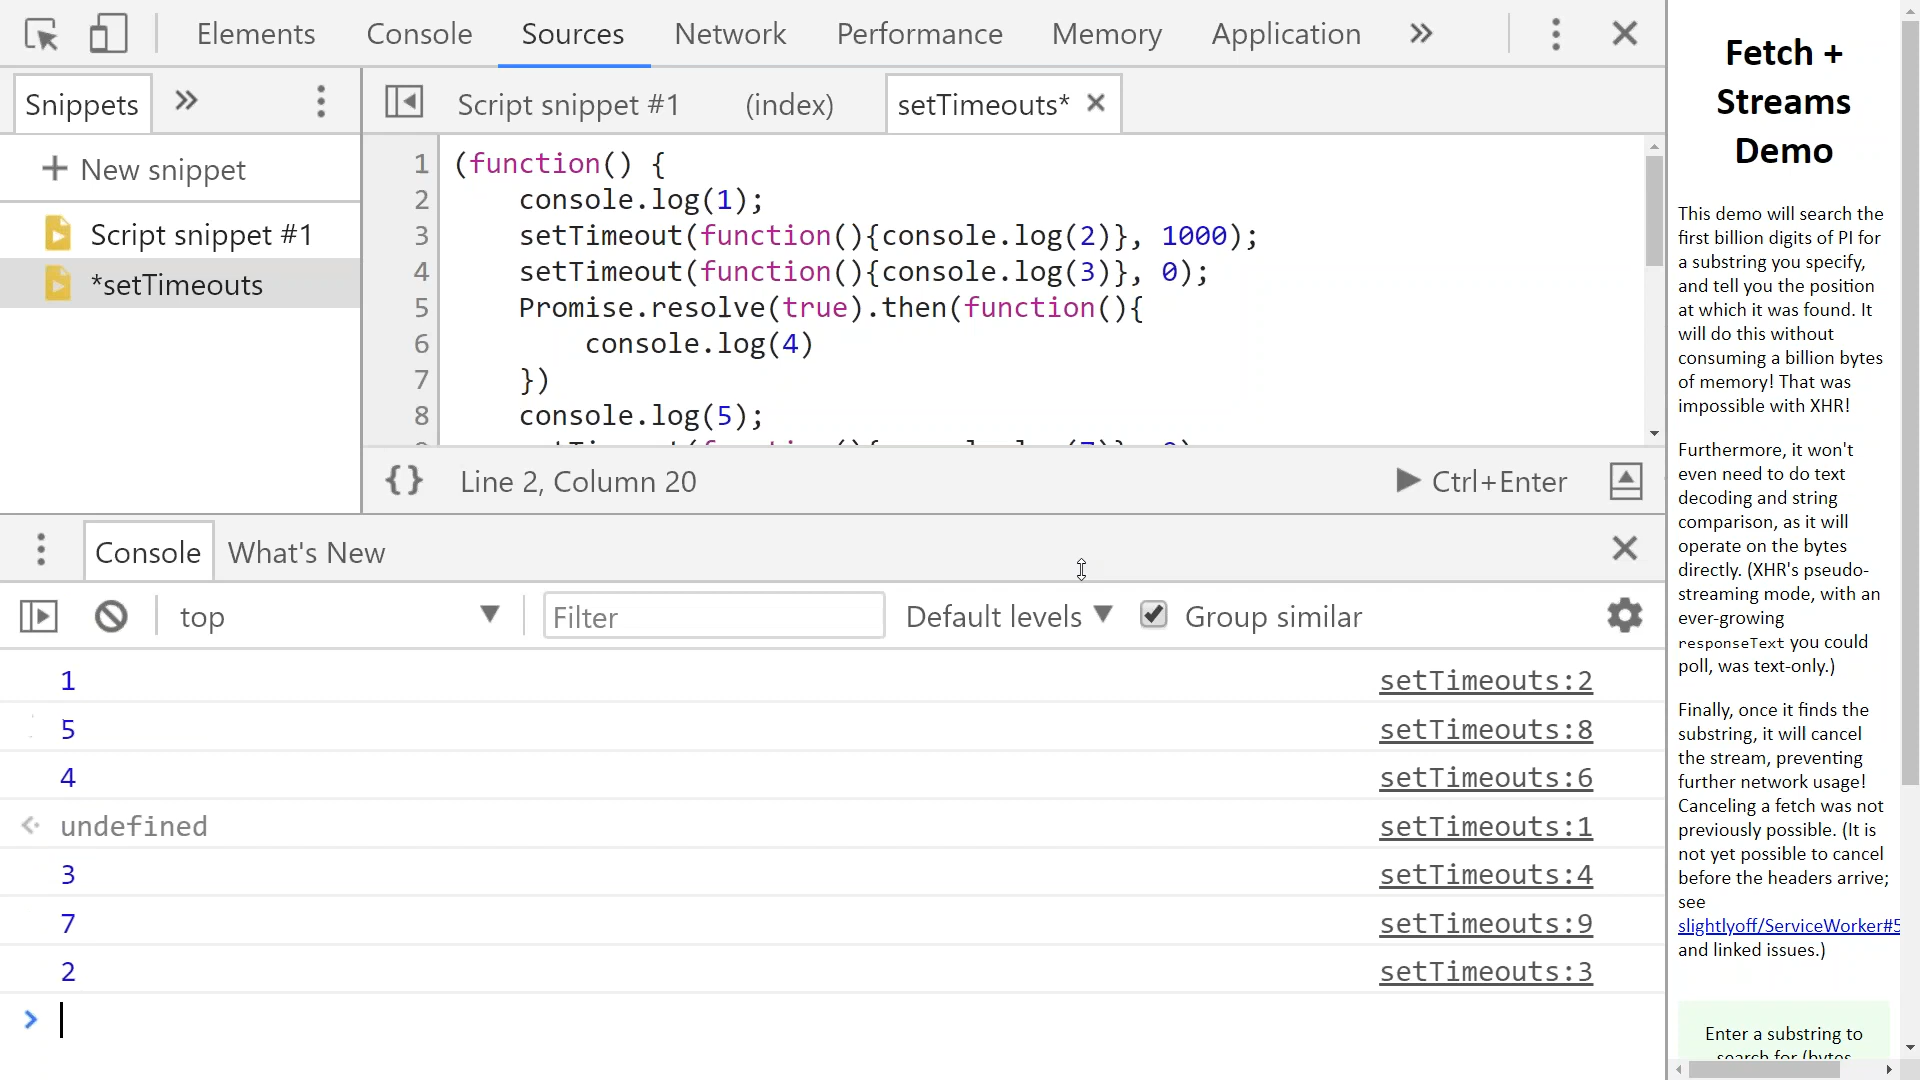 Elements Console Sources Network Performance Memory Application »
Snippets »
Script snippet #1 (index) setTimeouts* ×
+ New snippet
Script snippet #1
*setTimeouts
1 (function() {
2 console.log(1);
3 setTimeout(function(){console.log(2)}, 1000);
4 setTimeout(function(){console.log(3)}, 0);
5 Promise.resolve(true).then(function(){
6 console.log(4)
7 })
8 console.log(5);
{} Line 2, Column 20 Ctrl+Enter
Console What's New
top Filter Default levels Group similar
1 setTimeouts:2
5 setTimeouts:8
4 setTimeouts:6
undefined setTimeouts:1
3 setTimeouts:4
7 setTimeouts:9
2 setTimeouts:3
Fetch +
Streams
Demo
This demo will search the
first billion digits of PI for
a substring you specify,
and tell you the position
at which it was found. It
will do this without
consuming a billion bytes
of memory! That was
impossible with XHR!
Furthermore, it won't
even need to do text
decoding and string
comparison, as it will
operate on the bytes
directly. (XHR's pseudo-
streaming mode, with an
ever-growing
responseText you could
poll, was text-only.)
Finally, once it finds the
substring, it will cancel
the stream, preventing
further network usage!
Canceling a fetch was not
previously possible. (It is
not yet possible to cancel
before the headers arrive;
see
slightlyoff/ServiceWorker#5
and linked issues.)
Enter a substring to
search for (bytes